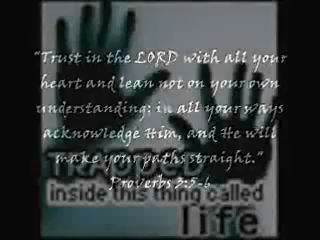 "Trust in the LORD with all your
heart and lean not on your own
understanding: in all your ways
acknowledge Him, and He will
make your paths straight."
Proverbs 3:5-6
inside this thing called
life